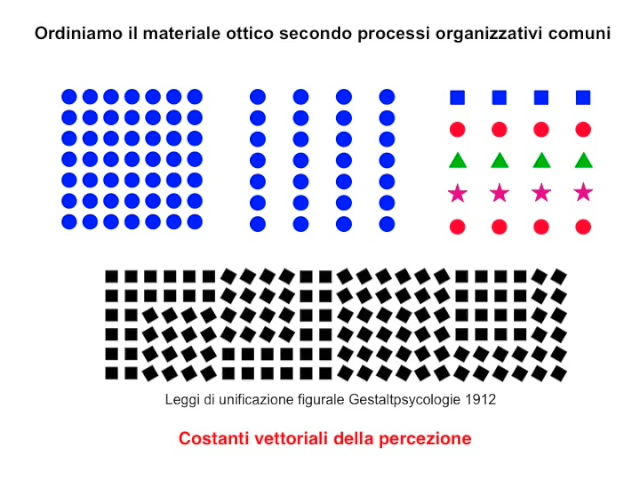 Ordiniamo il materiale ottico secondo processi organizzativi comuni
Leggi di unificazione figurale Gestaltpsycologie 1912
Costanti vettoriali della percezione